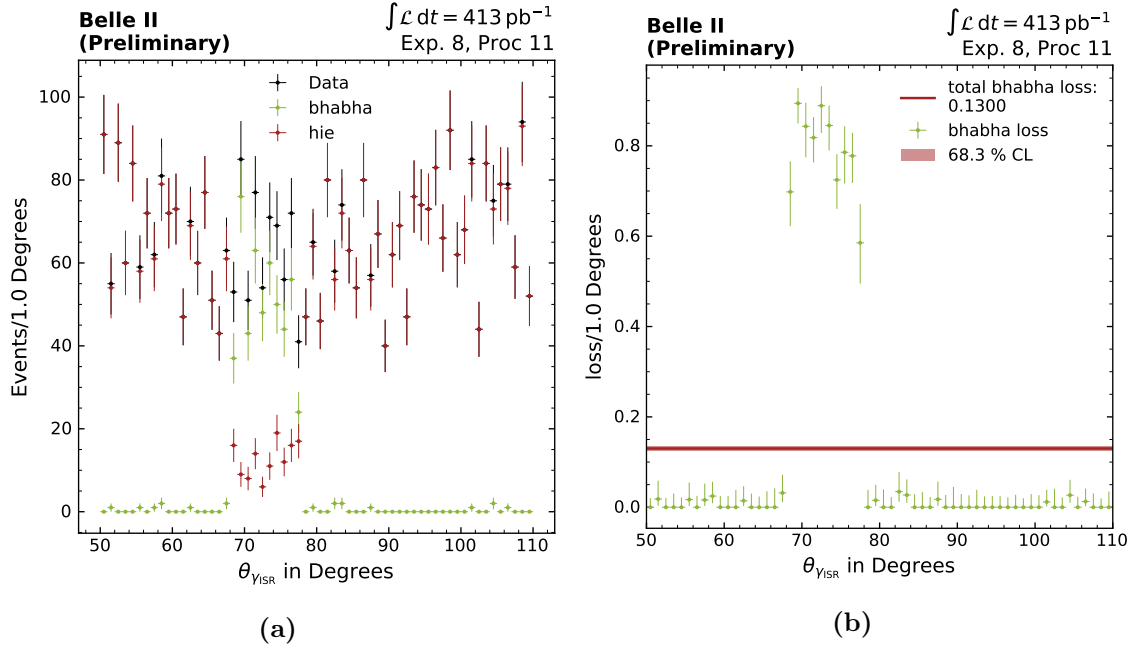 Belle II
(Preliminary)
∫ℒ dt = 413 pb⁻¹
Exp. 8, Proc 11
Data
bhabha
hie
Events/1.0 Degrees
100
80
60
40
20
0
50 60 70 80 90 100 110
θγISR in Degrees
(a)
Belle II
(Preliminary)
∫ℒ dt = 413 pb⁻¹
Exp. 8, Proc 11
total bhabha loss:
0.1300
bhabha loss
68.3 % CL
loss/1.0 Degrees
0.8
0.6
0.4
0.2
0.0
50 60 70 80 90 100 110
θγISR in Degrees
(b)